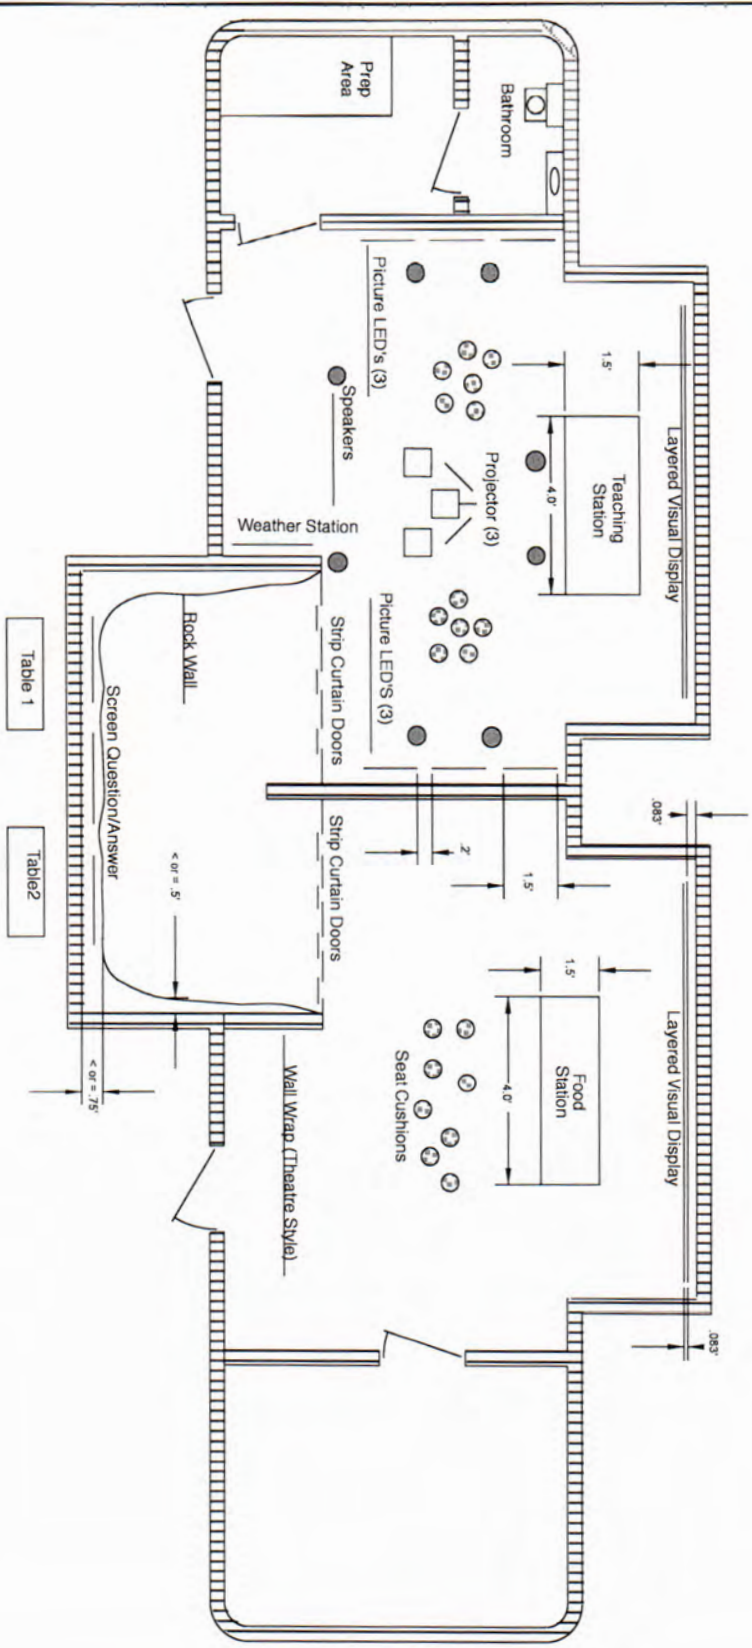 Prep
Area
Bathroom
Picture LED's (3)
Speakers
Weather Station
Projector (3)
1.5'
4.0'
Teaching
Station
Layered Visual Display
Picture LED'S (3)
Strip Curtain Doors
Rock Wall
Screen Question/Answer
Table 1
Table2
Strip Curtain Doors
< or = .5'
< or = .75'
.2'
1.5'
.083'
1.5'
4.0'
Food
Station
Layered Visual Display
Seat Cushions
Wall Wrap (Theatre Style)
.083'